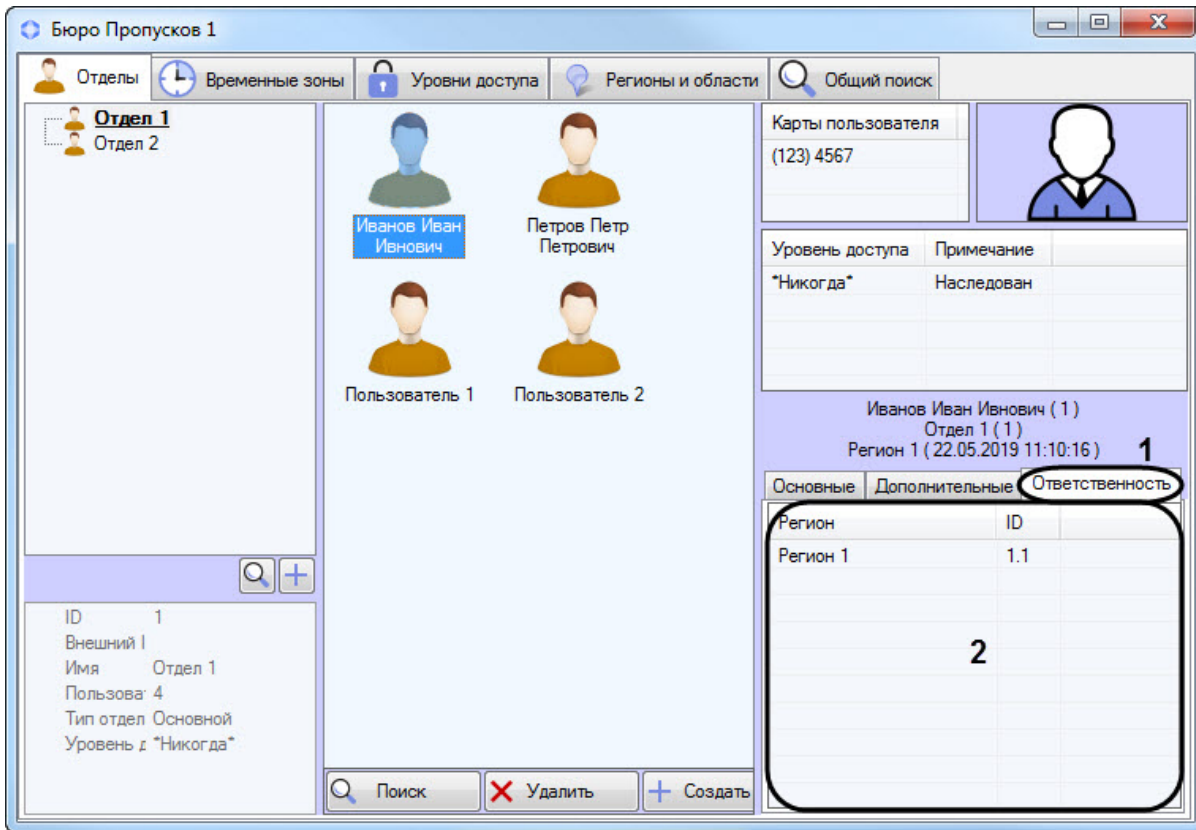 Бюро Пропусков 1
Отделы
Временные зоны
Уровни доступа
Регионы и области
Общий поиск
Отдел 1
Отдел 2
Иванов Иван
Ивнович
Петров Петр
Петрович
Пользователь 1
Пользователь 2
Карты пользователя
(123) 4567
Уровень доступа Примечание
*Никогда* Наследован
Иванов Иван Ивнович ( 1 )
Отдел 1 ( 1 )
Регион 1 ( 22.05.2019 11:10:16 )
1
Основные Дополнительные Ответственность
Регион ID
Регион 1 1.1
2
ID 1
Внешний I
Имя Отдел 1
Пользова 4
Тип отдел Основной
Уровень д *Никогда*
Поиск
Удалить
Создать